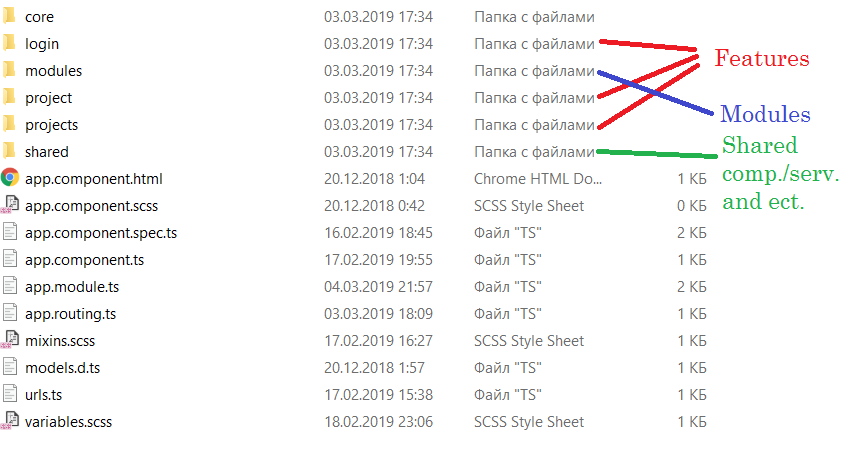 core 03.03.2019 17:34 Папка с файлами
login 03.03.2019 17:34 Папка с файлами
Features
modules 03.03.2019 17:34 Папка с файлами
project 03.03.2019 17:34 Папка с файлами
Modules
projects 03.03.2019 17:34 Папка с файлами
shared 03.03.2019 17:34 Папка с файлами
Shared
comp./serv.
and ect.
app.component.html 20.12.2018 1:04 Chrome HTML Do... 1 КБ
app.component.scss 20.12.2018 0:42 SCSS Style Sheet 0 КБ
app.component.spec.ts 16.02.2019 18:45 Файл "TS" 2 КБ
app.component.ts 17.02.2019 19:55 Файл "TS" 1 КБ
app.module.ts 04.03.2019 21:57 Файл "TS" 2 КБ
app.routing.ts 03.03.2019 18:09 Файл "TS" 1 КБ
mixins.scss 17.02.2019 16:27 SCSS Style Sheet 1 КБ
models.d.ts 20.12.2018 1:57 Файл "TS" 1 КБ
urls.ts 17.02.2019 15:38 Файл "TS" 1 КБ
variables.scss 18.02.2019 23:06 SCSS Style Sheet 1 КБ